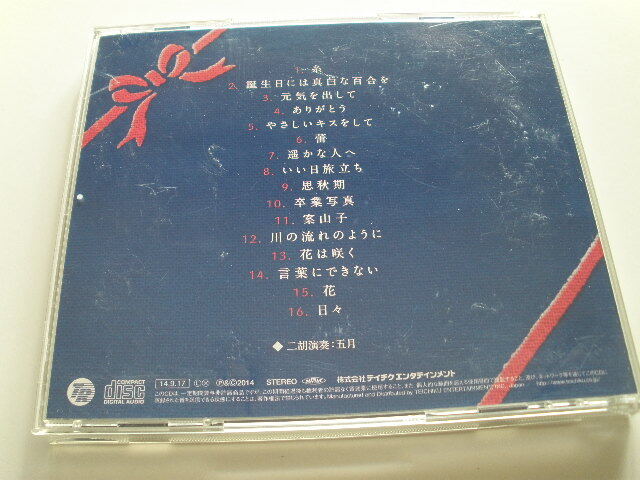 1. 糸
2. 誕生日には真白な百合を
3. 元気を出して
4. ありがとう
5. やさしいキスをして
6. 蕾
7. 遥かな人へ
8. いい日旅立ち
9. 思秋期
10. 卒業写真
11. 案山子
12. 川の流れのように
13. 花は咲く
14. 言葉にできない
15. 花
16. 日々
◆ 二胡演奏:五月
COMPACT disc DIGITAL AUDIO
14.9.17 ℗&©2014 STEREO 株式会社テイチクエンタテインメント